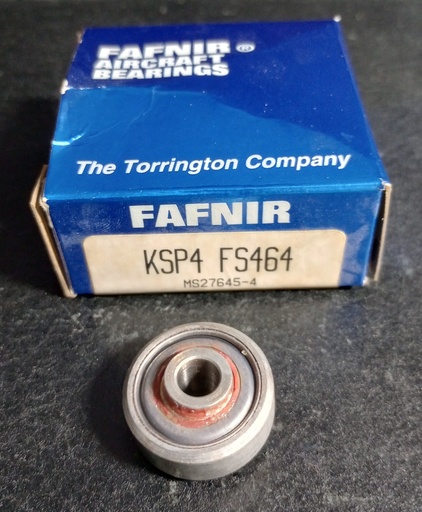 FAFNIR®
AIRCRAFT
BEARINGS
The Torrington Company
FAFNIR
KSP4 FS464
MS27645-4